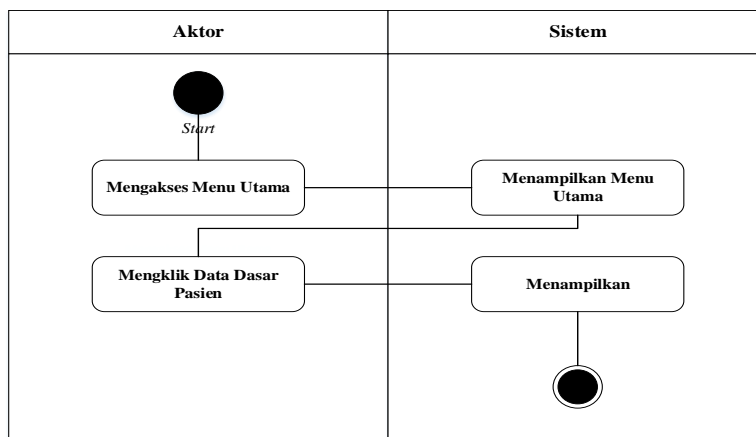 Aktor
Sistem
Start
Mengakses Menu Utama
Menampilkan Menu
Utama
Mengklik Data Dasar
Pasien
Menampilkan